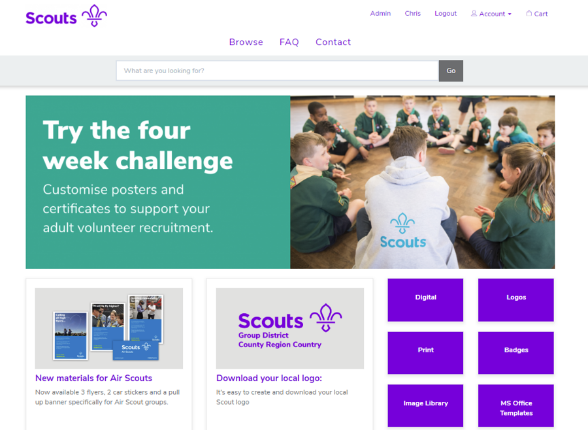 Scouts
Admin Chris Logout Account Cart
Browse FAQ Contact
What are you looking for? Go
Try the four
week challenge
Customise posters and
certificates to support your
adult volunteer recruitment.
Scouts
Digital
Logos
Scouts
Scouts
Group District
County Region Country
Print
Badges
New materials for Air Scouts
Now available 3 flyers, 2 car stickers and a pull
up banner specifically for Air Scout groups.
Download your local logo:
It's easy to create and download your local
Scout logo
Image Library
MS Office
Templates